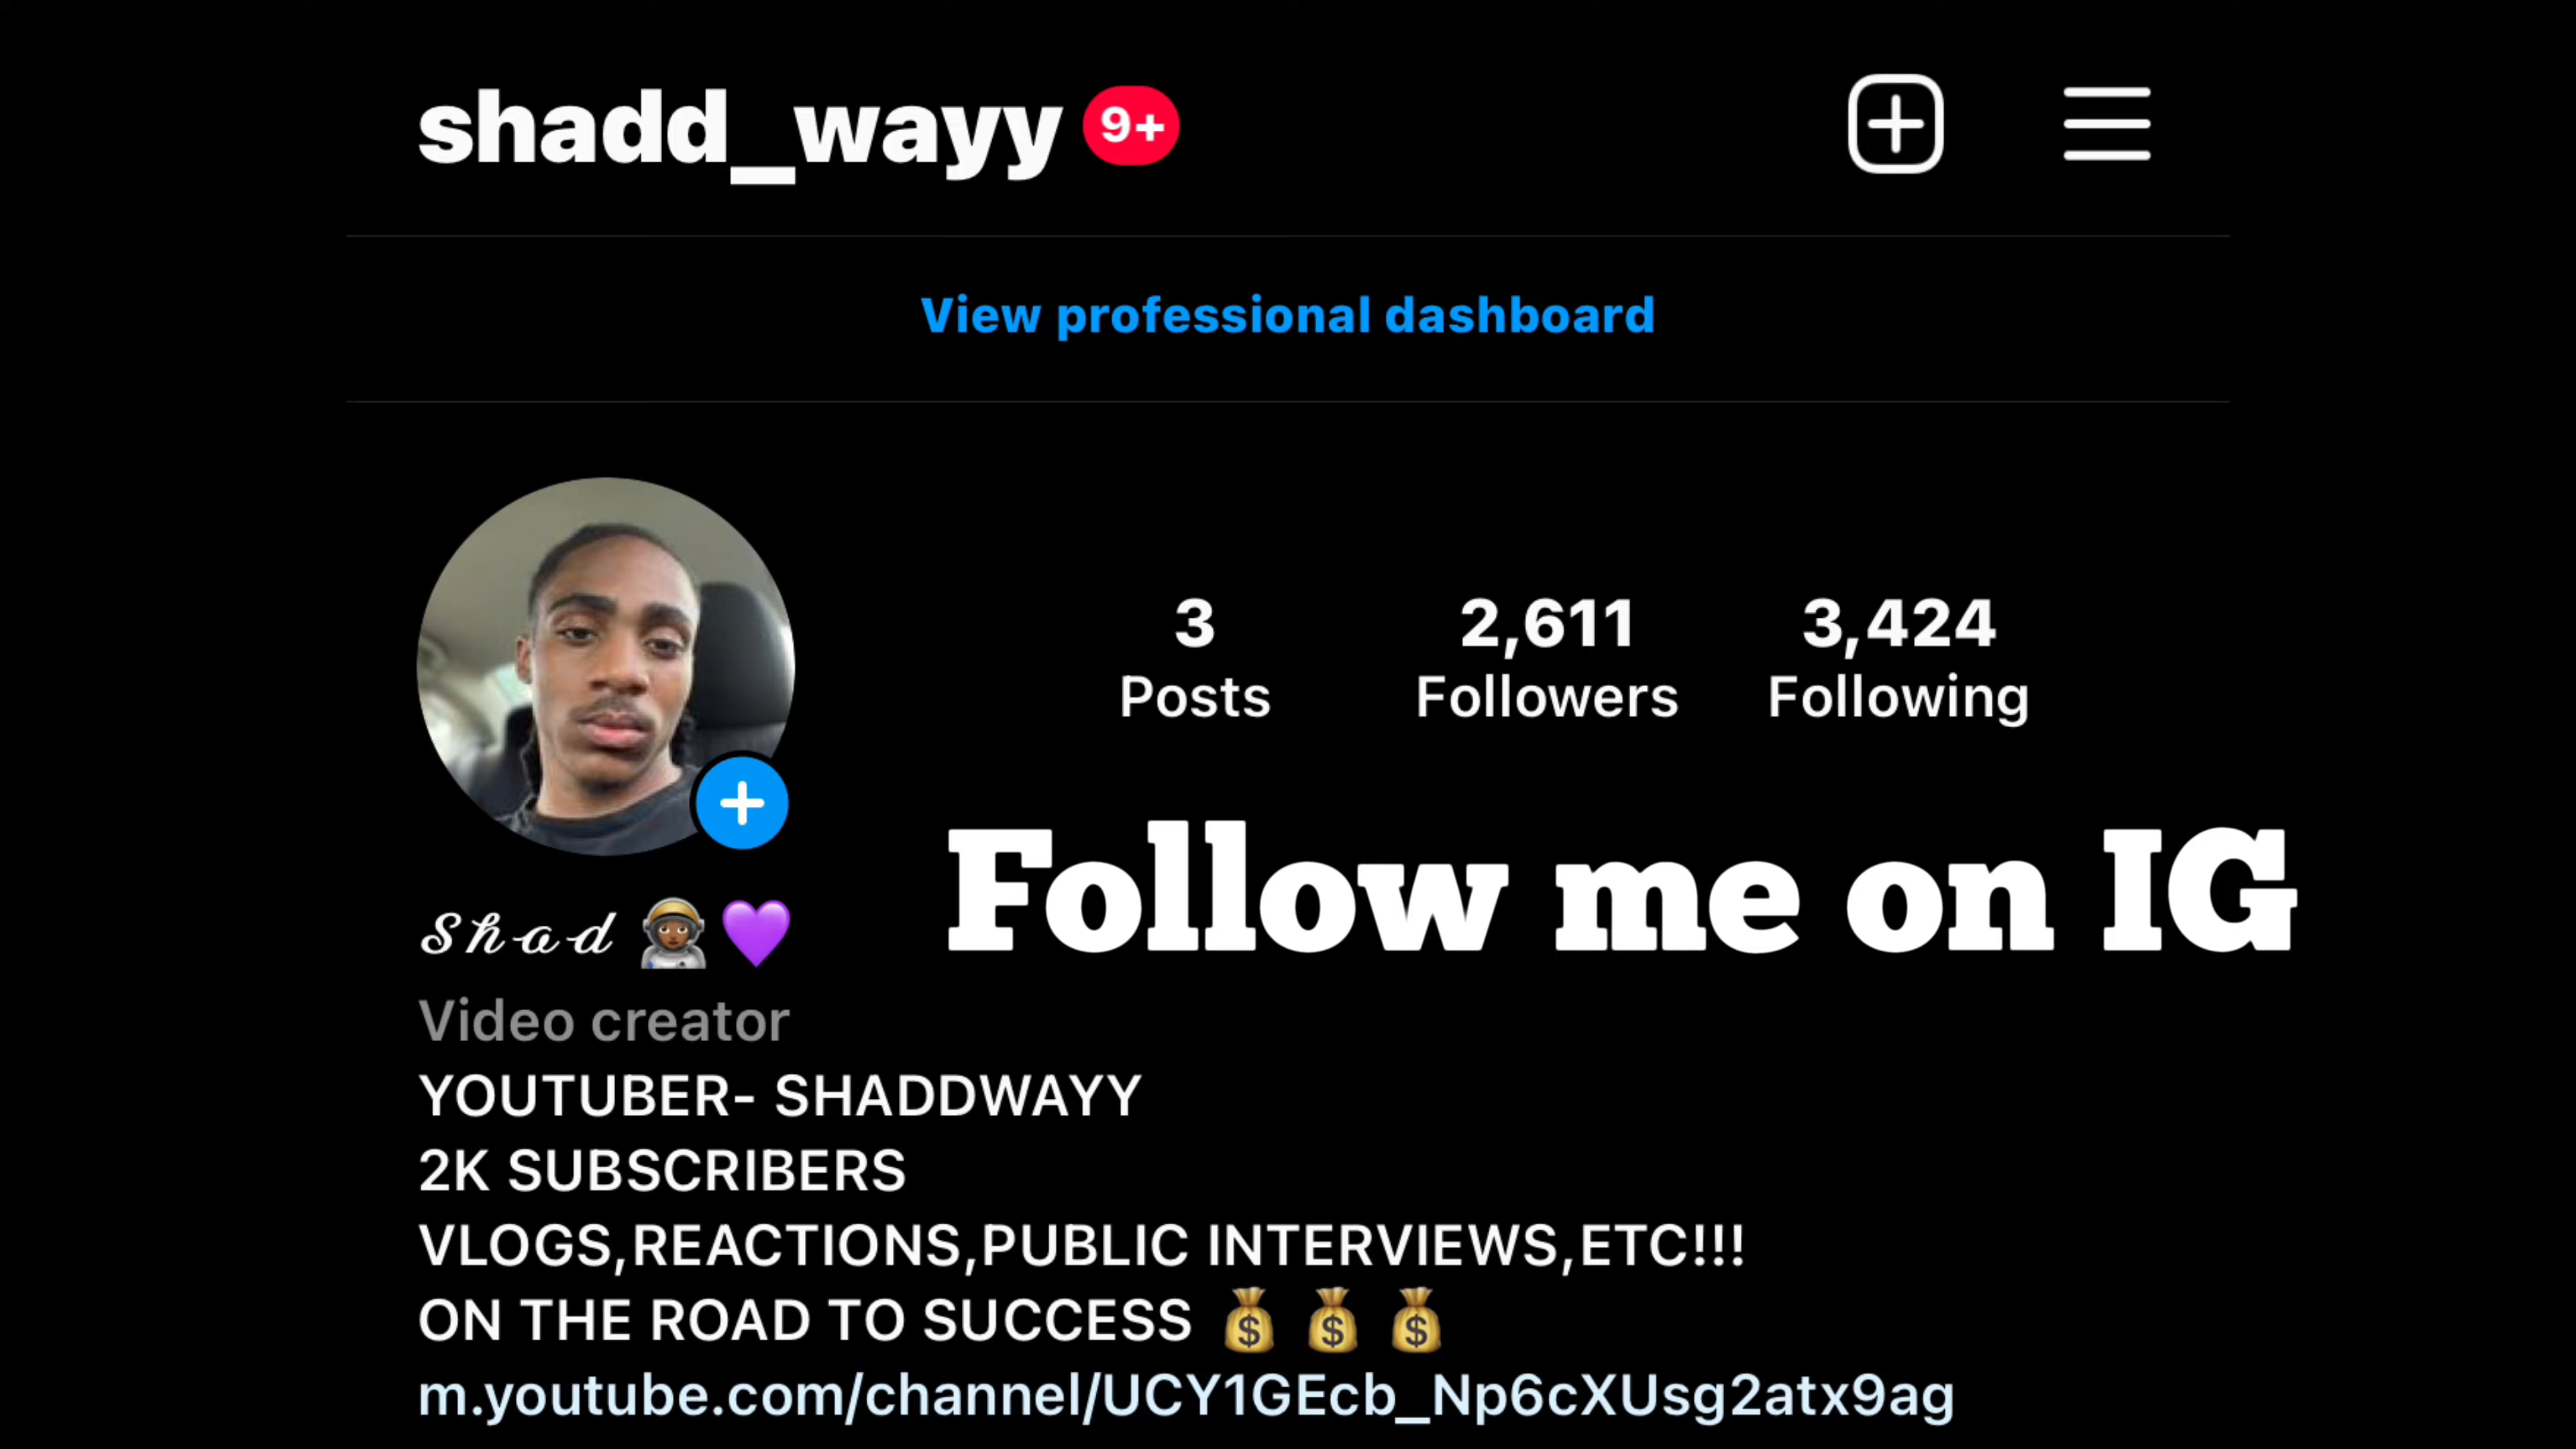 shadd_wayy 9+
View professional dashboard
3 2,611 3,424
Posts Followers Following
Follow me on IG
𝒮𝒽𝒶𝒹 👩🏾‍🚀💜
Video creator
YOUTUBER- SHADDWAYY
2K SUBSCRIBERS
VLOGS,REACTIONS,PUBLIC INTERVIEWS,ETC!!!
ON THE ROAD TO SUCCESS 💰 💰 💰
m.youtube.com/channel/UCY1GEcb_Np6cXUsg2atx9ag